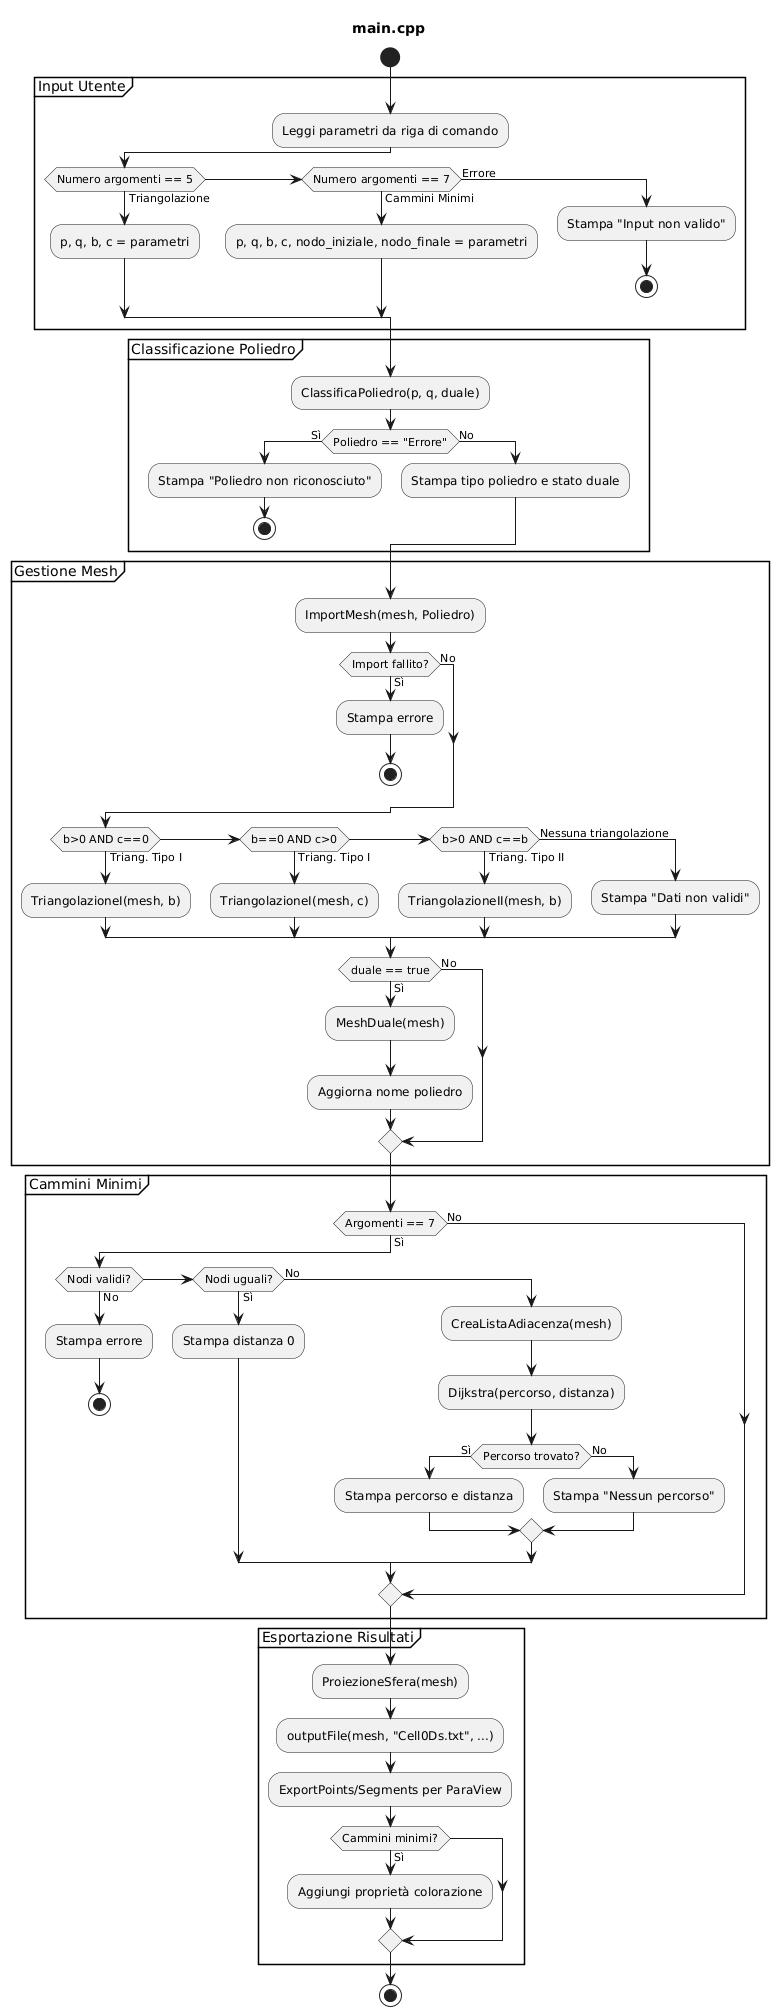 main.cpp
Input Utente
Leggi parametri da riga di comando
Numero argomenti == 5
Numero argomenti == 7
Errore
Triangolazione
Cammini Minimi
Stampa "Input non valido"
p, q, b, c = parametri
p, q, b, c, nodo_iniziale, nodo_finale = parametri
Classificazione Poliedro
ClassificaPoliedro(p, q, duale)
Sì
Poliedro == "Errore"
No
Stampa "Poliedro non riconosciuto"
Stampa tipo poliedro e stato duale
Gestione Mesh
ImportMesh(mesh, Poliedro)
Import fallito?
No
Sì
Stampa errore
b>0 AND c==0
b==0 AND c>0
b>0 AND c==b
Nessuna triangolazione
Triang. Tipo I
Triang. Tipo I
Triang. Tipo II
TriangolazioneI(mesh, b)
TriangolazioneI(mesh, c)
TriangolazioneII(mesh, b)
Stampa "Dati non validi"
duale == true
No
Sì
MeshDuale(mesh)
Aggiorna nome poliedro
Cammini Minimi
Argomenti == 7
No
Sì
Nodi validi?
Nodi uguali?
No
No
Sì
Stampa errore
Stampa distanza 0
CreaListaAdiacenza(mesh)
Dijkstra(percorso, distanza)
Sì
Percorso trovato?
No
Stampa percorso e distanza
Stampa "Nessun percorso"
Esportazione Risultati
ProiezioneSfera(mesh)
outputFile(mesh, "Cell0Ds.txt", ...)
ExportPoints/Segments per ParaView
Cammini minimi?
Sì
Aggiungi proprietà colorazione